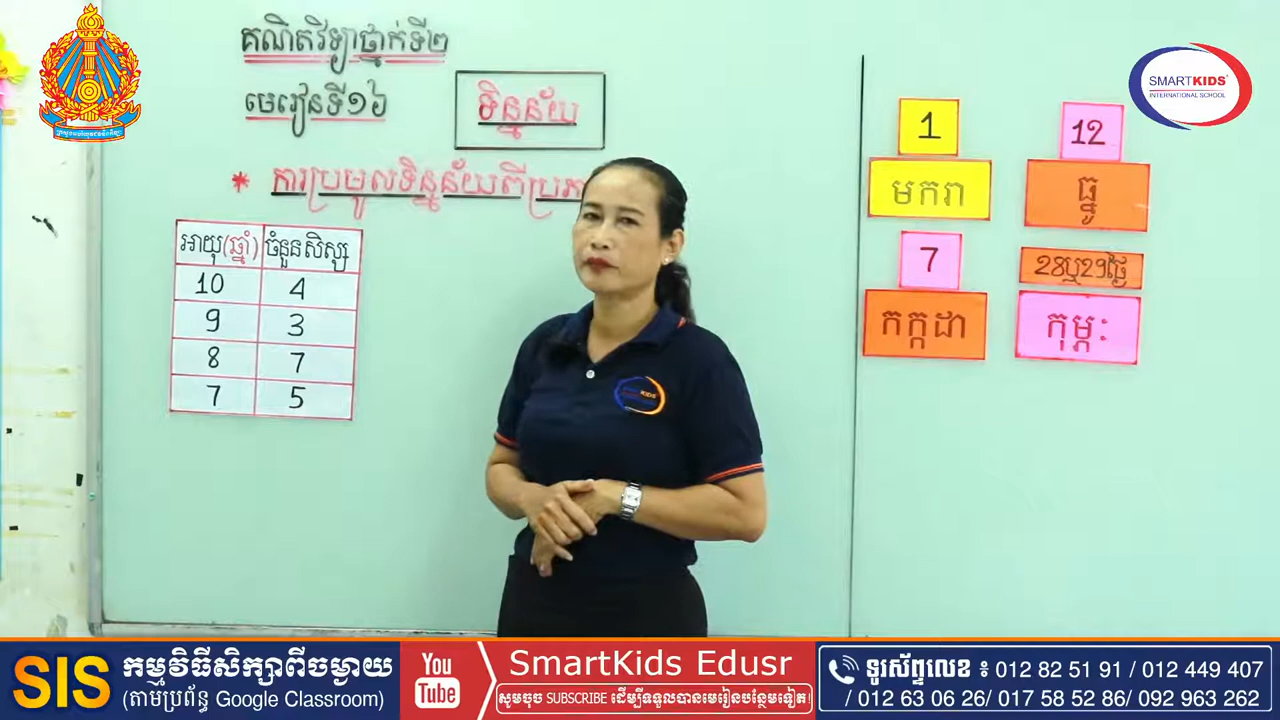 គណិតវិទ្យាថ្នាក់ទី២
មេរៀនទី១៦
ទិន្នន័យ
* ការប្រមូលទិន្នន័យពីប្រភ
អាយុ(ឆ្នាំ) ចំនួនសិស្ស
10 4
9 3
8 7
7 5
SMARTKIDS
INTERNATIONAL SCHOOL
1 12
មករា ធ្នូ
7 28ឬ29ថ្ងៃ
កក្កដា កុម្ភៈ
SIS កម្មវិធីសិក្សាពីចម្ងាយ
(តាមប្រព័ន្ធ Google Classroom)
You Tube
SmartKids Edusr
សូមចុច SUBSCRIBE ដើម្បីទទួលបានមេរៀនបន្ថែមទៀត!
ទូរស័ព្ទលេខ ៖ 012 82 51 91 / 012 449 407
/ 012 63 06 26/ 017 58 52 86/ 092 963 262